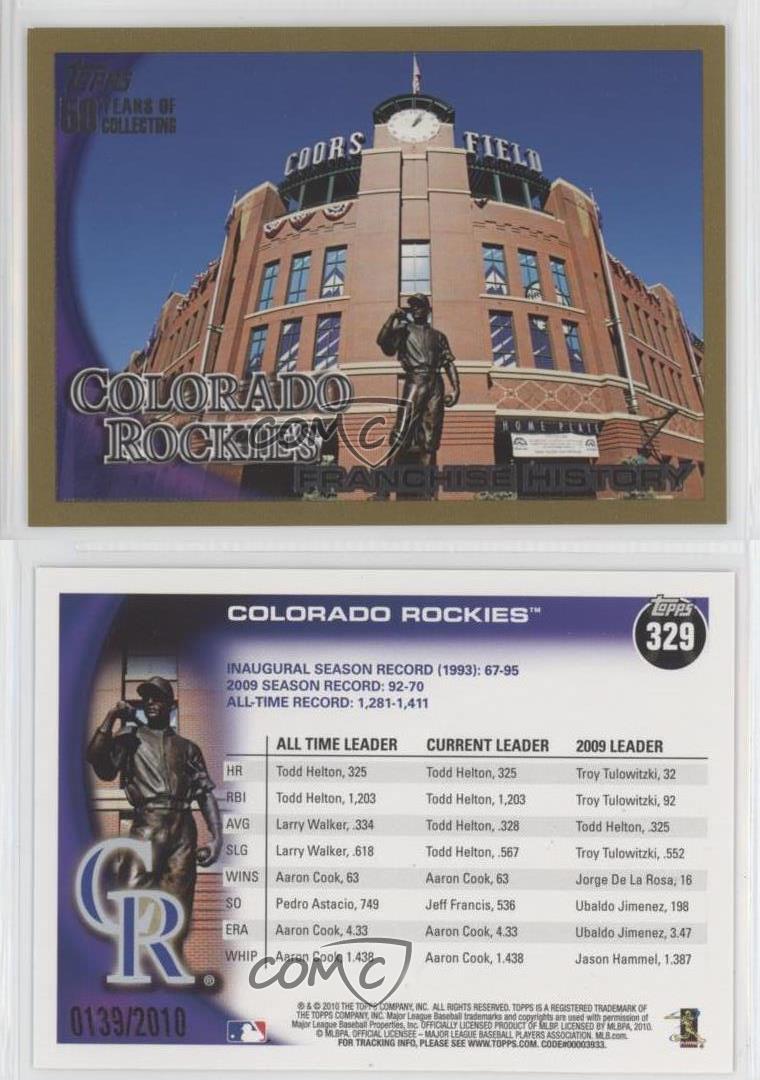 Topps
60 YEARS OF
COLLECTING
COORS FIELD
HOME PLATE
COLORADO
ROCKIES
COMC
FRANCHISE HISTORY
COLORADO ROCKIES™
Topps
329
INAUGURAL SEASON RECORD (1993): 67-95
2009 SEASON RECORD: 92-70
ALL-TIME RECORD: 1,281-1,411
ALL TIME LEADER CURRENT LEADER 2009 LEADER
HR Todd Helton, 325 Todd Helton, 325 Troy Tulowitzki, 32
RBI Todd Helton, 1,203 Todd Helton, 1,203 Troy Tulowitzki, 92
AVG Larry Walker, .334 Todd Helton, .328 Todd Helton, .325
SLG Larry Walker, .618 Todd Helton, .567 Troy Tulowitzki, .552
WINS Aaron Cook, 63 Aaron Cook, 63 Jorge De La Rosa, 16
SO Pedro Astacio, 749 Jeff Francis, 536 Ubaldo Jimenez, 198
ERA Aaron Cook, 4.33 Aaron Cook, 4.33 Ubaldo Jimenez, 3.47
WHIP Aaron Cook, 1.438 Aaron Cook, 1.438 Jason Hammel, 1.387
CR®
COMC
0139/2010
® & © 2010 THE TOPPS COMPANY, INC. ALL RIGHTS RESERVED. TOPPS IS A REGISTERED TRADEMARK OF
THE TOPPS COMPANY, INC. Major League Baseball trademarks and copyrights are used with permission of
Major League Baseball Properties, Inc. OFFICIALLY LICENSED PRODUCT OF MLBP. LICENSED BY MLBPA, 2010.
© MLBPA. OFFICIAL LICENSEE – MAJOR LEAGUE BASEBALL PLAYERS ASSOCIATION. MLB.com.
FOR TRACKING INFO, PLEASE SEE WWW.TOPPS.COM. CODE#00003933.